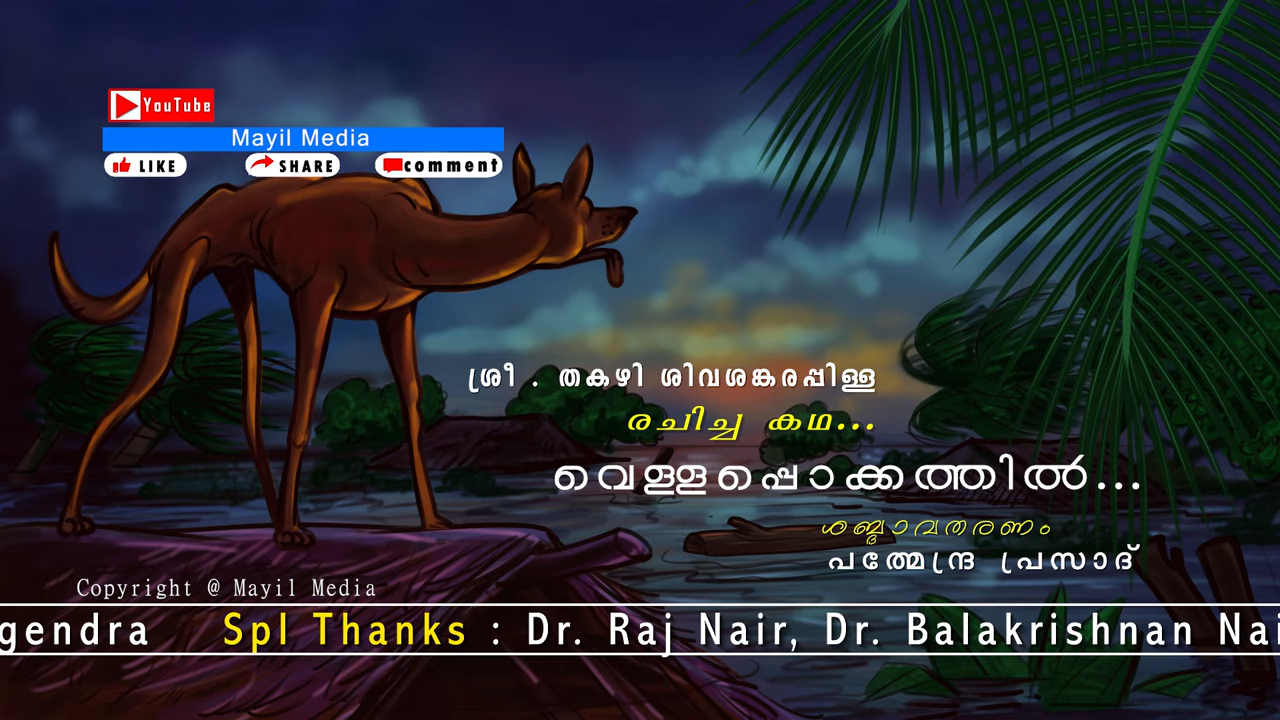 YouTube
Mayil Media
LIKE SHARE comment
ശ്രീ . തകഴി ശിവശങ്കരപ്പിള്ള
രചിച്ച കഥ...
വെള്ളപ്പൊക്കത്തിൽ...
ശബ്ദാവതരണം
പത്മേന്ദ്ര പ്രസാദ്
Copyright @ Mayil Media
gendra Spl Thanks : Dr. Raj Nair, Dr. Balakrishnan Nai